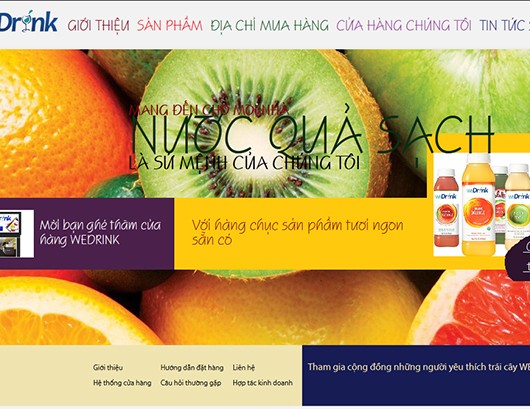 Drink GIỚI THIỆU SẢN PHẨM ĐỊA CHỈ MUA HÀNG CỬA HÀNG CHÚNG TÔI TIN TỨC
MANG ĐẾN CHO MỌI NHÀ
NƯỚC QUẢ SẠCH
LÀ SỨ MỆNH CỦA CHÚNG TÔI
Mời bạn ghé thăm cửa
hàng WEDRINK
Với hàng chục sản phẩm tươi ngon
sẵn có
WeDrink
Giới thiệu Hướng dẫn đặt hàng Liên hệ
Hệ thống cửa hàng Câu hỏi thường gặp Hợp tác kinh doanh
Tham gia cộng đồng những người yêu thích trái cây WE